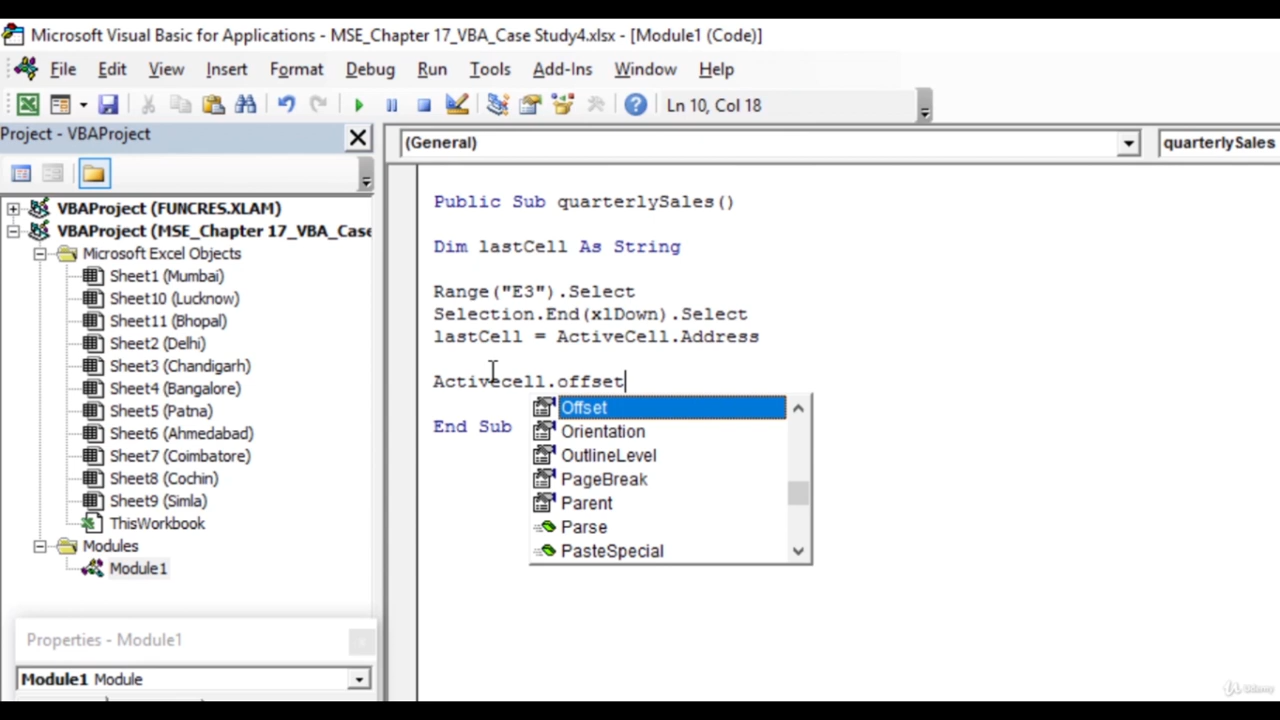 Microsoft Visual Basic for Applications - MSE_Chapter 17_VBA_Case Study4.xlsx - [Module1 (Code)]
File Edit View Insert Format Debug Run Tools Add-Ins Window Help
Ln 10, Col 18
Project - VBAProject
(General)
quarterlySales
VBAProject (FUNCRES.XLAM)
VBAProject (MSE_Chapter 17_VBA_Case
Microsoft Excel Objects
Sheet1 (Mumbai)
Sheet10 (Lucknow)
Sheet11 (Bhopal)
Sheet2 (Delhi)
Sheet3 (Chandigarh)
Sheet4 (Bangalore)
Sheet5 (Patna)
Sheet6 (Ahmedabad)
Sheet7 (Coimbatore)
Sheet8 (Cochin)
Sheet9 (Simla)
ThisWorkbook
Modules
Module1
Properties - Module1
Module1 Module
Public Sub quarterlySales()
Dim lastCell As String
Range("E3").Select
Selection.End(xlDown).Select
lastCell = ActiveCell.Address
Activecell.offset
Offset
Orientation
OutlineLevel
PageBreak
Parent
Parse
PasteSpecial
End Sub
Udemy